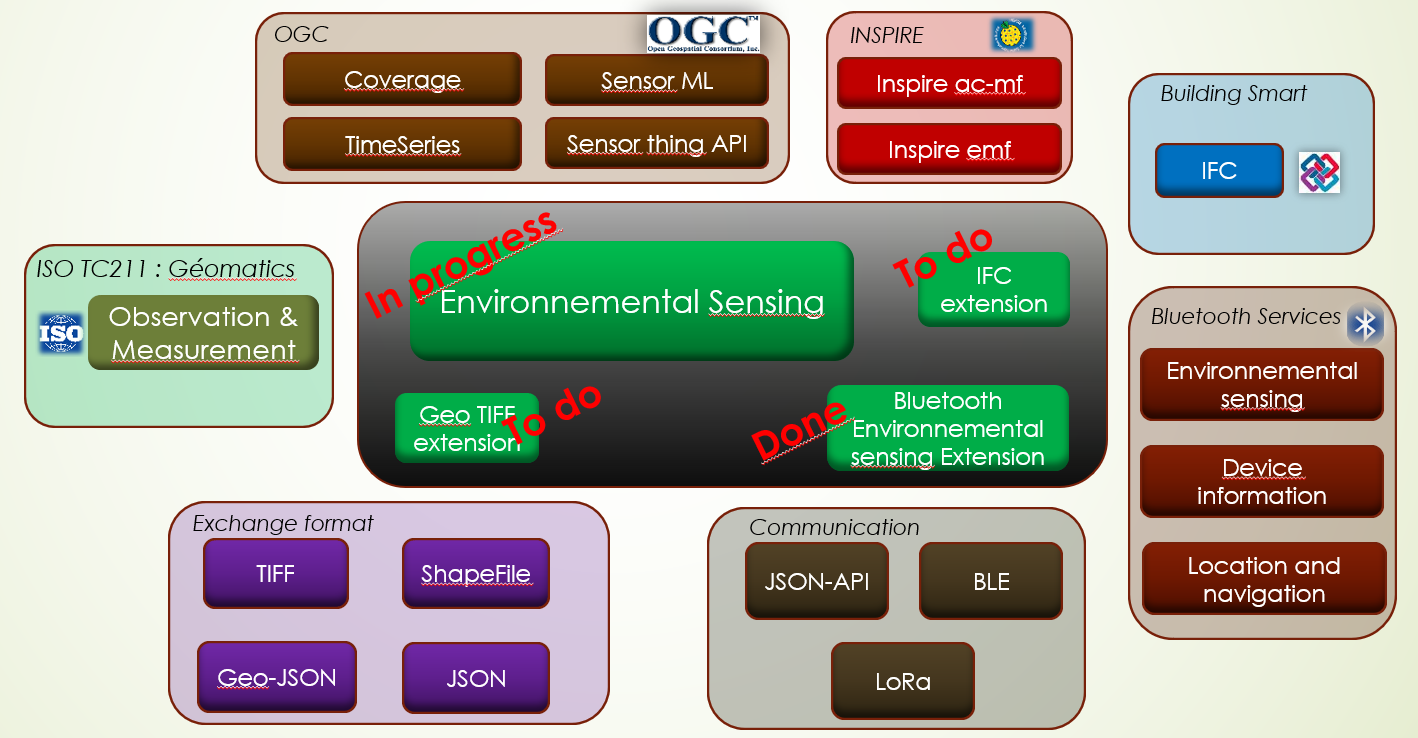 OGC
OGC™
Open Geospatial Consortium, Inc.
Coverage
Sensor ML
TimeSeries
Sensor thing API
INSPIRE
Inspire ac-mf
Inspire emf
Building Smart
IFC
ISO TC211 : Géomatics
ISO
Observation &
Measurement
In progress
Environnemental Sensing
To do
IFC
extension
Geo TIFF
extension
To do
Done
Bluetooth
Environnemental
sensing Extension
Bluetooth Services
Environnemental
sensing
Device
information
Location and
navigation
Exchange format
TIFF
ShapeFile
Geo-JSON
JSON
Communication
JSON-API
BLE
LoRa